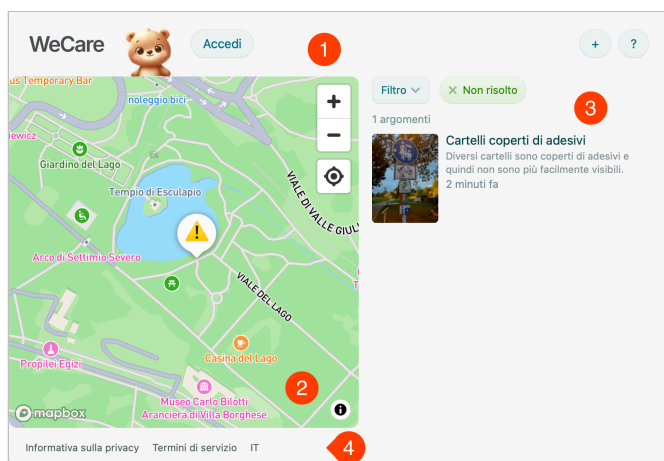 WeCare
Accedi
1
+
?
us Temporary Bar
noleggio bici
iewicz
Giardino del Lago
Tempio di Esculapio
VIALE DI VALLE GIUL
Arco di Settimio Severo
VIALE DEL LAGO
Casina del Lago
Propilei Egizi
Museo Carlo Bilotti
Aranciera di Villa Borghese
mapbox
2
+
−
Filtro
× Non risolto
3
1 argomenti
Cartelli coperti di adesivi
Diversi cartelli sono coperti di adesivi e
quindi non sono più facilmente visibili.
2 minuti fa
Informativa sulla privacy Termini di servizio IT
4